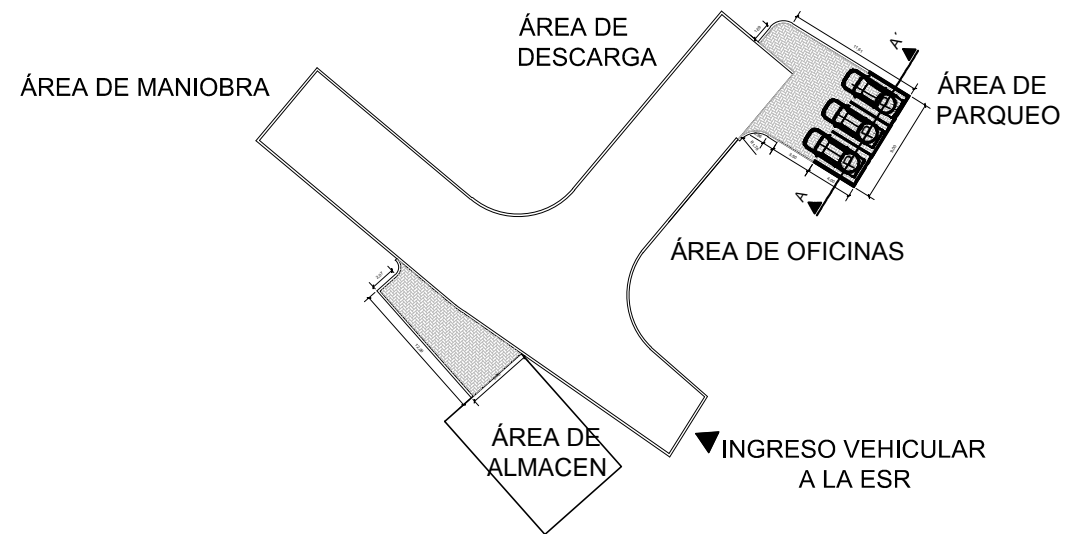 ÁREA DE
DESCARGA
ÁREA DE MANIOBRA
A'
ÁREA DE
PARQUEO
A
ÁREA DE OFICINAS
ÁREA DE
ALMACEN
INGRESO VEHICULAR
A LA ESR